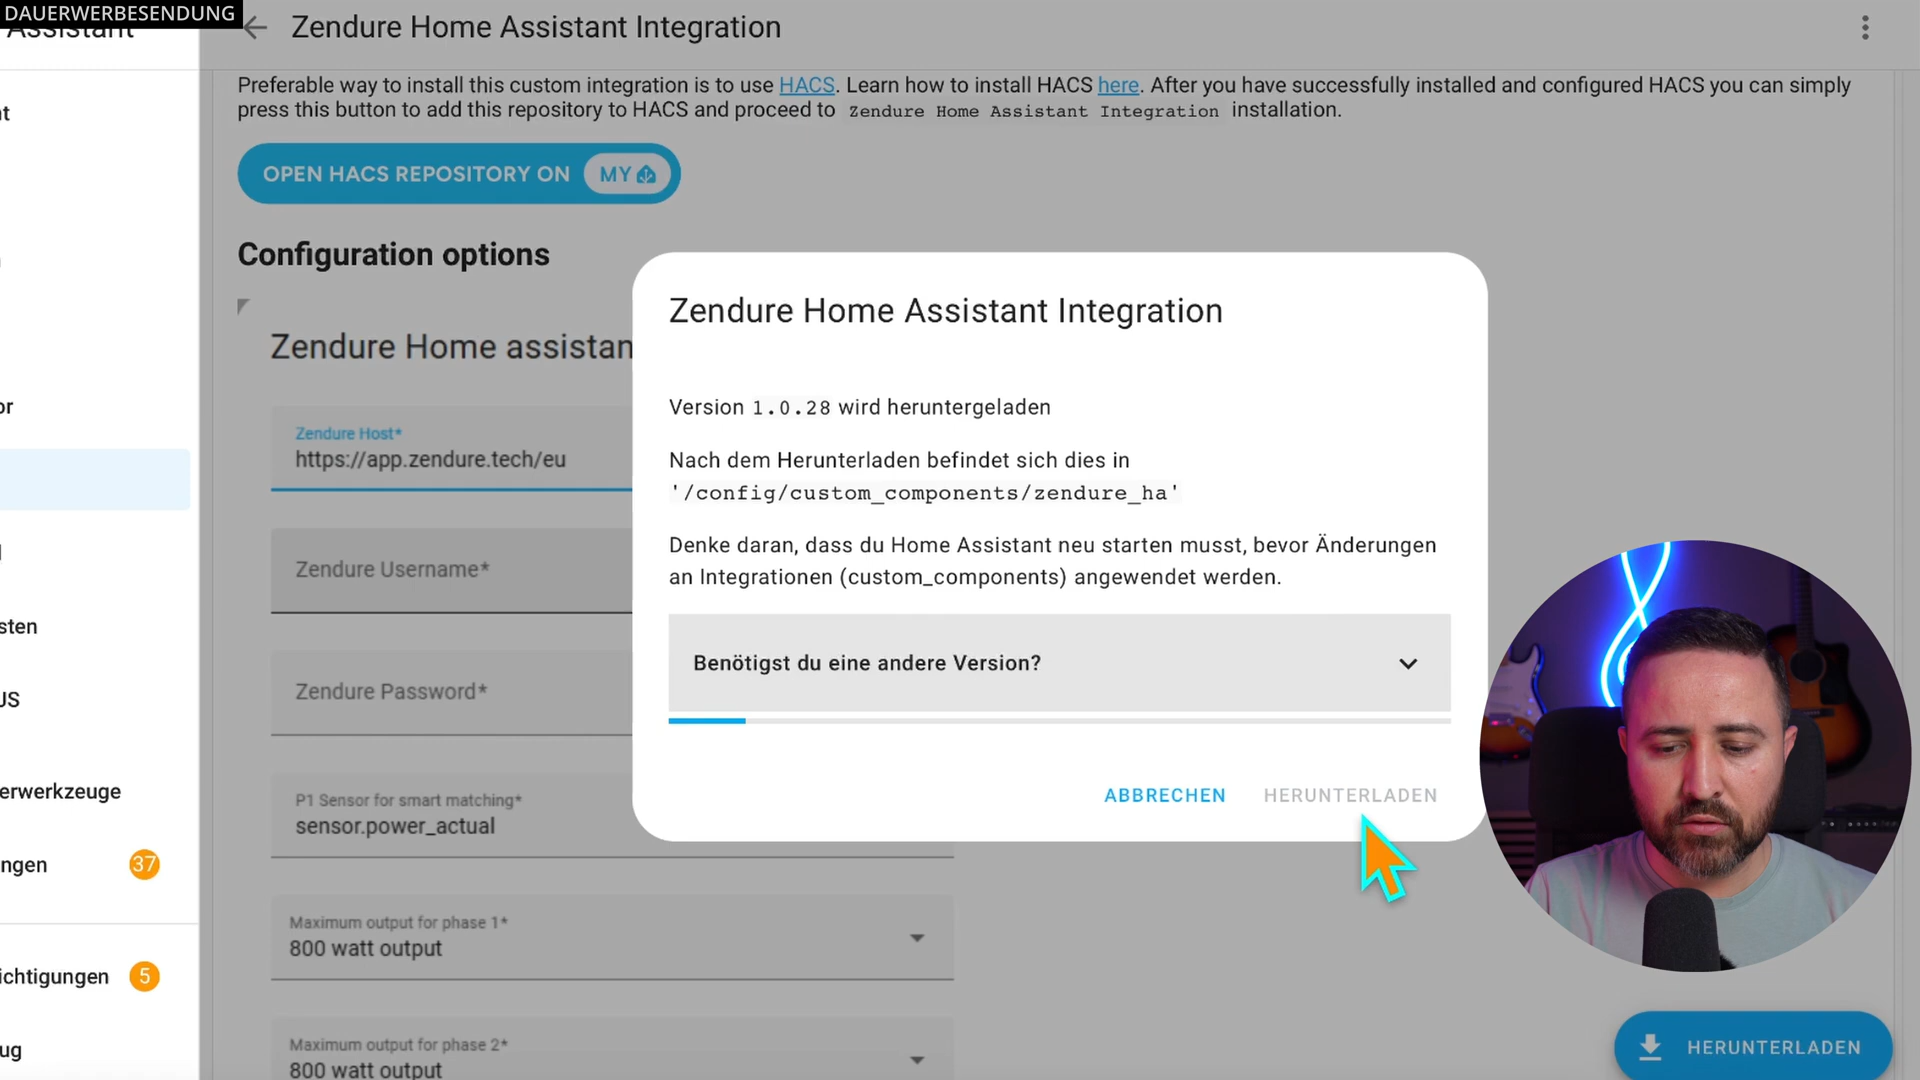 DAUERWERBESENDUNG
Assistant
Zendure Home Assistant Integration
Preferable way to install this custom integration is to use HACS. Learn how to install HACS here. After you have successfully installed and configured HACS you can simply
press this button to add this repository to HACS and proceed to Zendure Home Assistant Integration installation.
OPEN HACS REPOSITORY ON MY
Configuration options
Zendure Home assistan
Zendure Host*
https://app.zendure.tech/eu
Zendure Username*
Zendure Password*
P1 Sensor for smart matching*
sensor.power_actual
Maximum output for phase 1*
800 watt output
Maximum output for phase 2*
800 watt output
Zendure Home Assistant Integration
Version 1.0.28 wird heruntergeladen
Nach dem Herunterladen befindet sich dies in
'/config/custom_components/zendure_ha'
Denke daran, dass du Home Assistant neu starten musst, bevor Änderungen
an Integrationen (custom_components) angewendet werden.
Benötigst du eine andere Version?
ABBRECHEN
HERUNTERLADEN
HERUNTERLADEN
t
or
sten
JS
erwerkzeuge
ngen 37
ichtigungen 5
ug